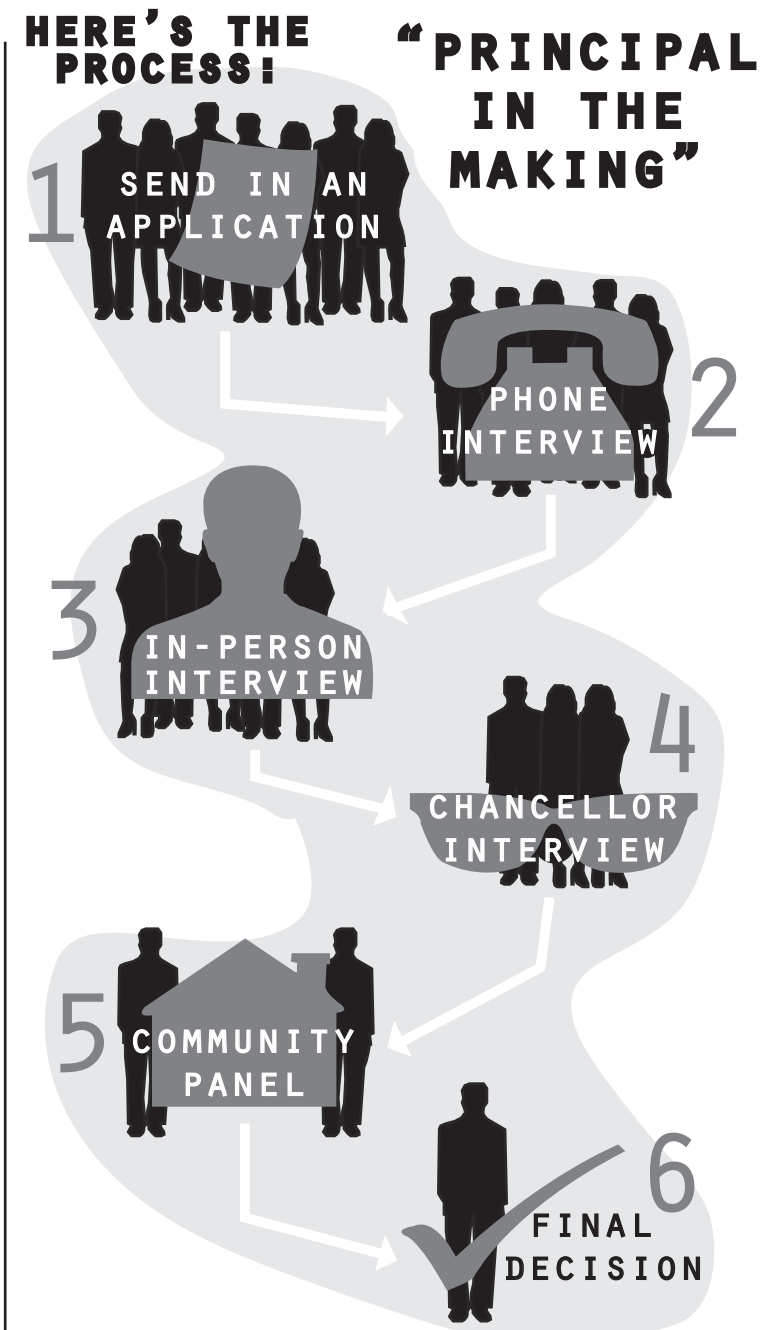 HERE'S THE
PROCESS:
"PRINCIPAL
IN THE
MAKING"
1
SEND IN AN
APPLICATION
2
PHONE
INTERVIEW
3
IN-PERSON
INTERVIEW
4
CHANCELLOR
INTERVIEW
5
COMMUNITY
PANEL
6
FINAL
DECISION